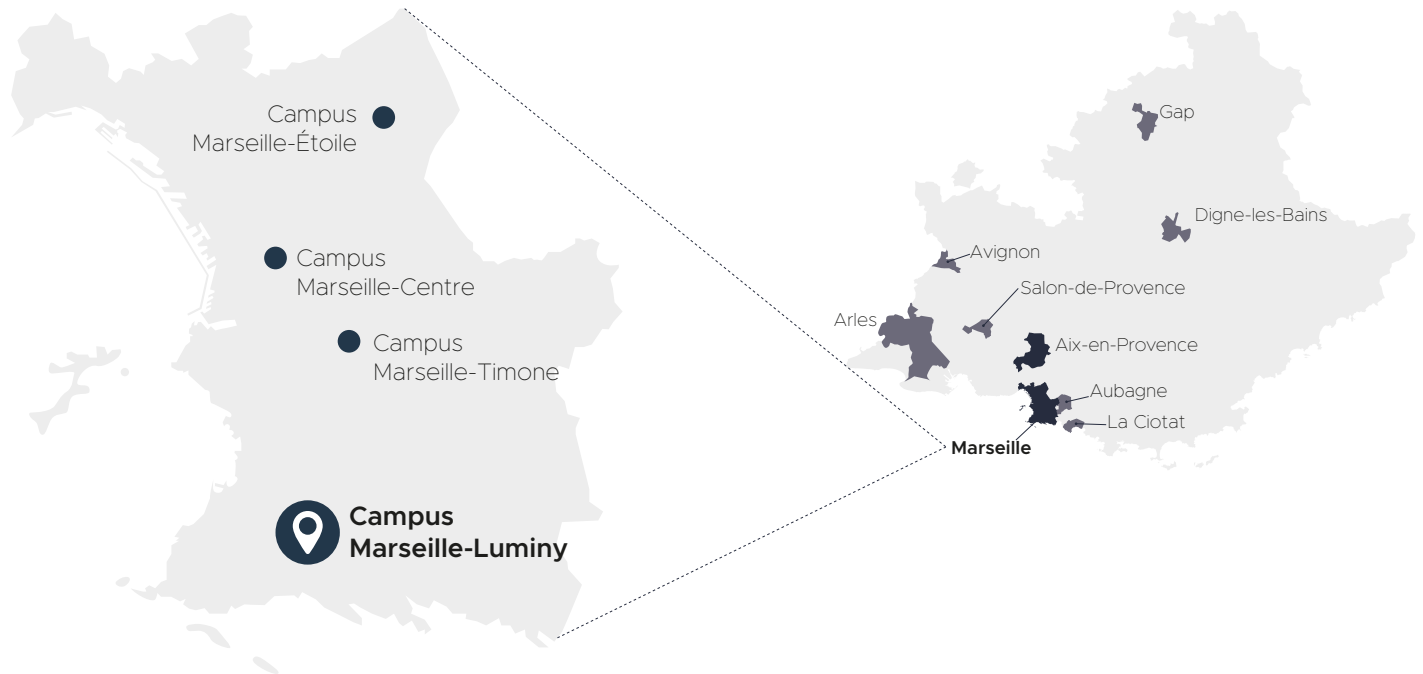 Campus
Marseille-Étoile
Campus
Marseille-Centre
Campus
Marseille-Timone
Campus
Marseille-Luminy
Gap
Digne-les-Bains
Avignon
Salon-de-Provence
Arles
Aix-en-Provence
Aubagne
La Ciotat
Marseille